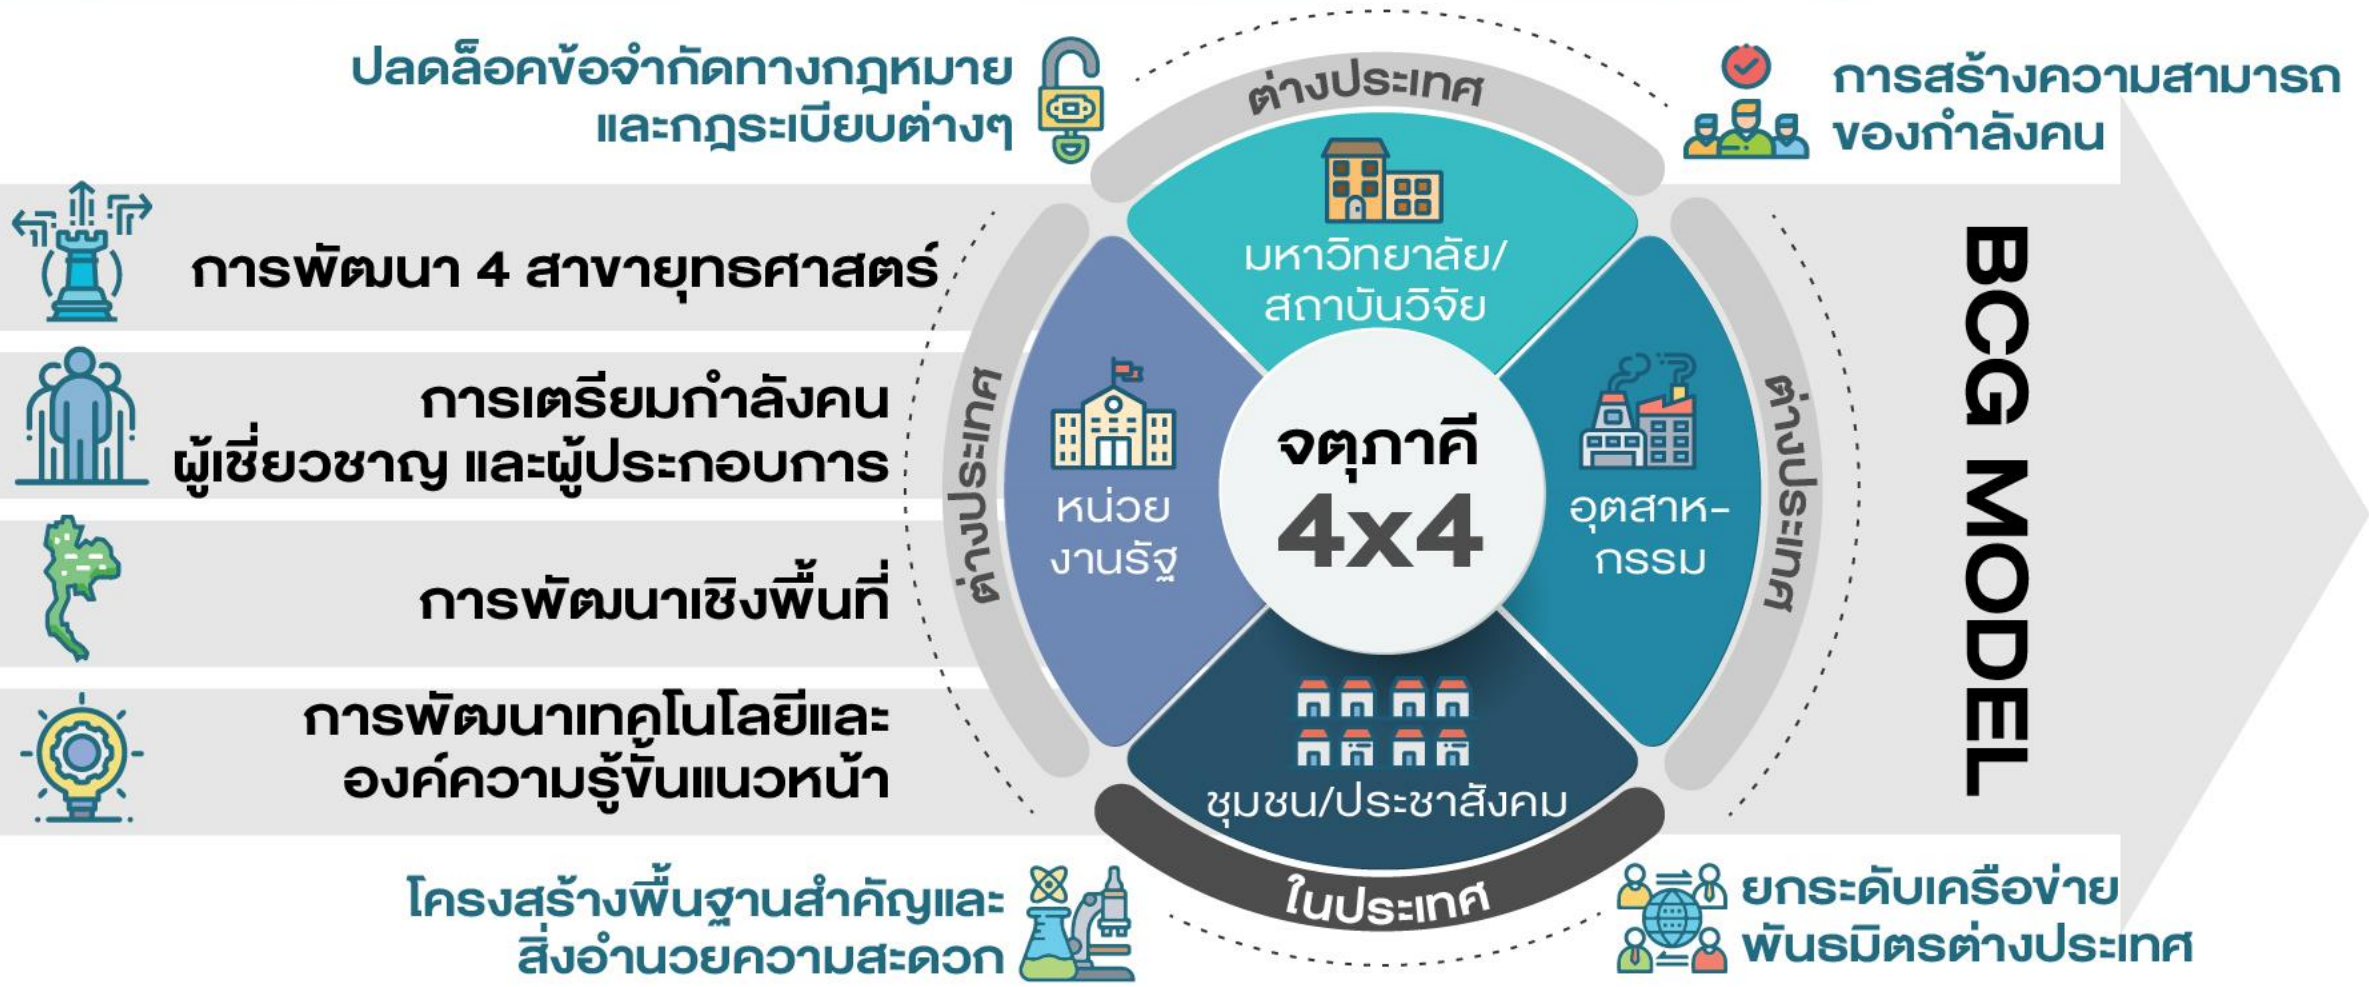 ปลดล็อคข้อจำกัดทางกฎหมาย
และกฎระเบียบต่างๆ
การสร้างความสามารถ
ของกำลังคน
การพัฒนา 4 สาขายุทธศาสตร์
การเตรียมกำลังคน
ผู้เชี่ยวชาญ และผู้ประกอบการ
การพัฒนาเชิงพื้นที่
การพัฒนาเทคโนโลยีและ
องค์ความรู้ขั้นแนวหน้า
ต่างประเทศ
มหาวิทยาลัย/
สถาบันวิจัย
ต่างประเทศ
หน่วย
งานรัฐ
จตุภาคี
4x4
อุตสาห-
กรรม
ต่างประเทศ
ชุมชน/ประชาสังคม
ในประเทศ
BCG MODEL
โครงสร้างพื้นฐานสำคัญและ
สิ่งอำนวยความสะดวก
ยกระดับเครือข่าย
พันธมิตรต่างประเทศ